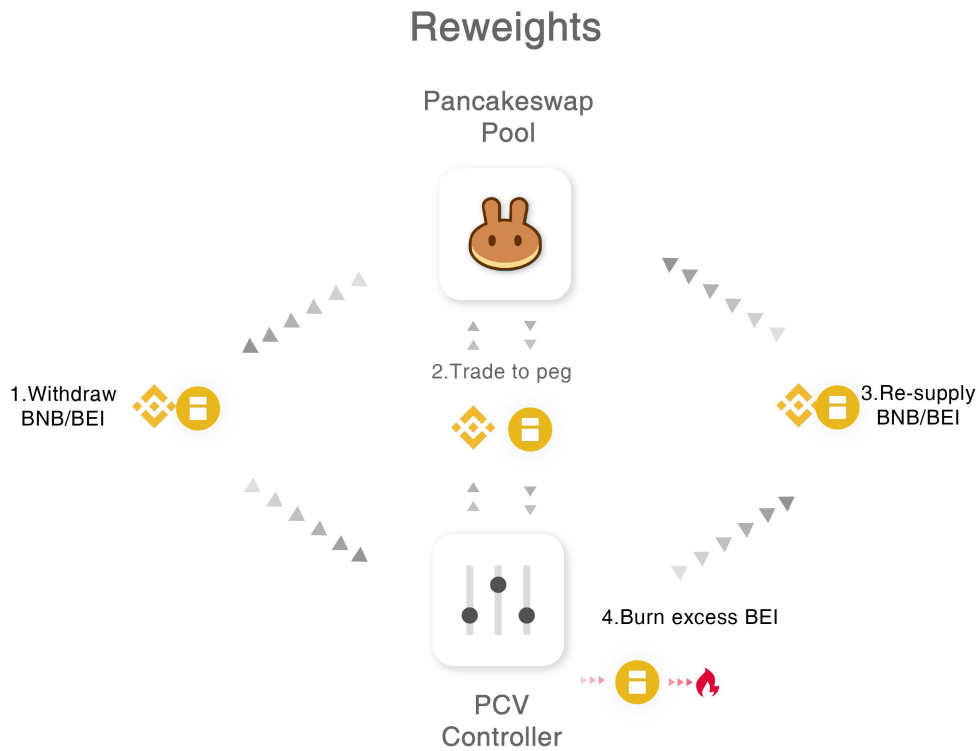 Reweights
Pancakeswap
Pool
2.Trade to peg
1.Withdraw
BNB/BEI
3.Re-supply
BNB/BEI
4.Burn excess BEI
PCV
Controller